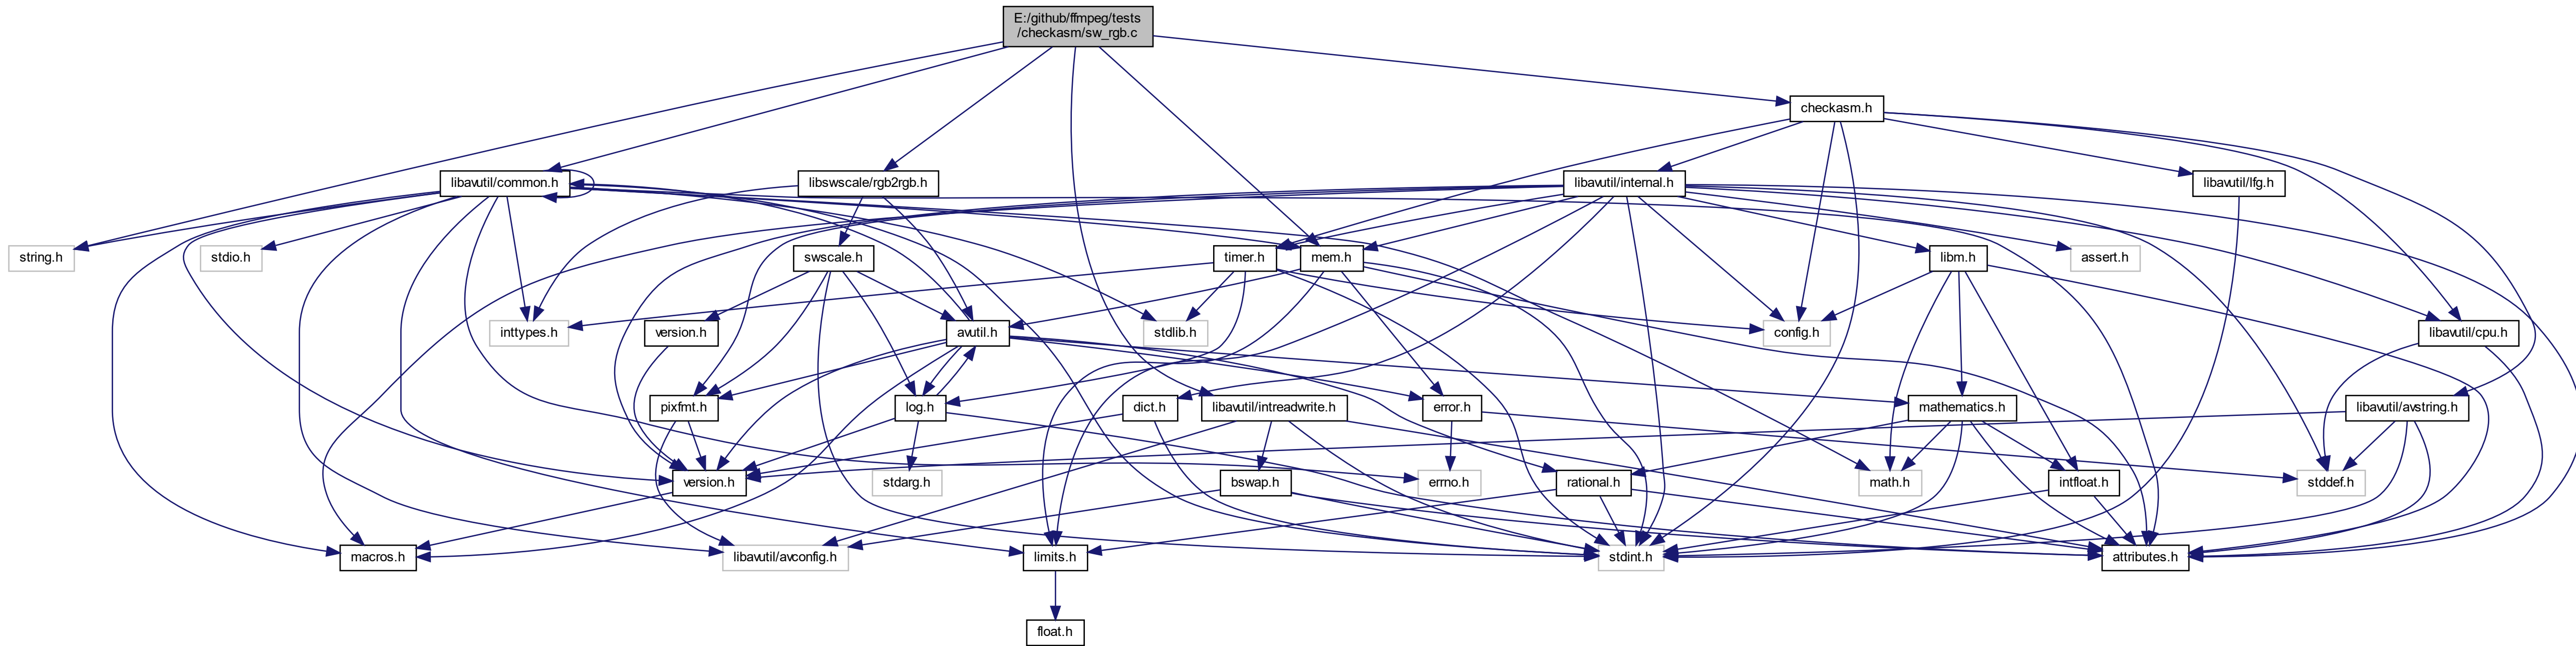 E:/github/ffmpeg/tests
/checkasm/sw_rgb.c
checkasm.h
libavutil/common.h
libswscale/rgb2rgb.h
libavutil/internal.h
libavutil/lfg.h
string.h
stdio.h
swscale.h
timer.h
mem.h
libm.h
assert.h
inttypes.h
version.h
avutil.h
stdlib.h
config.h
libavutil/cpu.h
pixfmt.h
log.h
dict.h
libavutil/intreadwrite.h
error.h
mathematics.h
libavutil/avstring.h
version.h
stdarg.h
bswap.h
errno.h
rational.h
math.h
intfloat.h
stddef.h
macros.h
libavutil/avconfig.h
limits.h
stdint.h
attributes.h
float.h